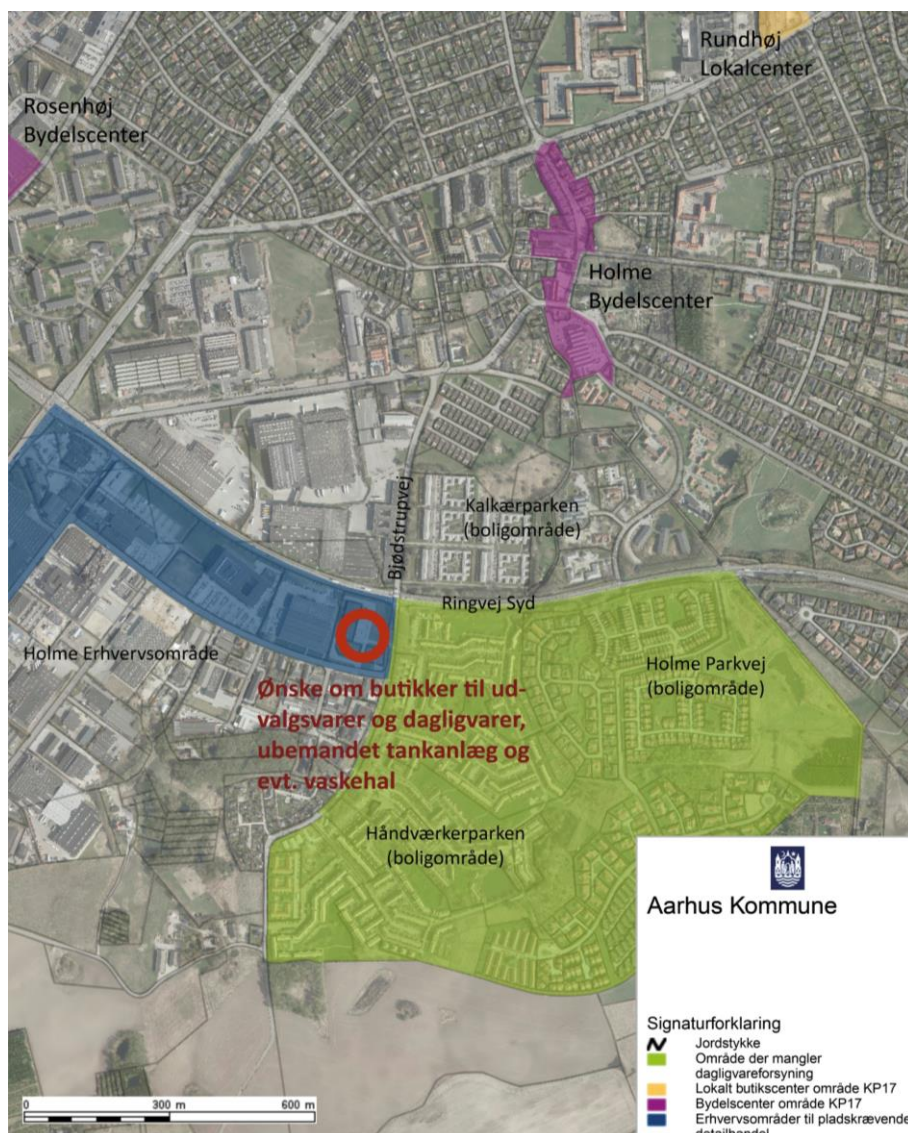 Rundhøj
Lokalcenter
Rosenhøj
Bydelscenter
Holme
Bydelscenter
Bjødstrupvej
Kalkærparken
(boligområde)
Ringvej Syd
Holme Erhvervsområde
Holme Parkvej
(boligområde)
Ønske om butikker til ud-
valgsvarer og dagligvarer,
ubemandet tankanlæg og
evt. vaskehal
Håndværkerparken
(boligområde)
Aarhus Kommune
Signaturforklaring
Jordstykke
Område der mangler
dagligvareforsyning
Lokalt butikscenter område KP17
Bydelscenter område KP17
Erhvervsområder til pladskrævende
detailhandel
0 300 m 600 m